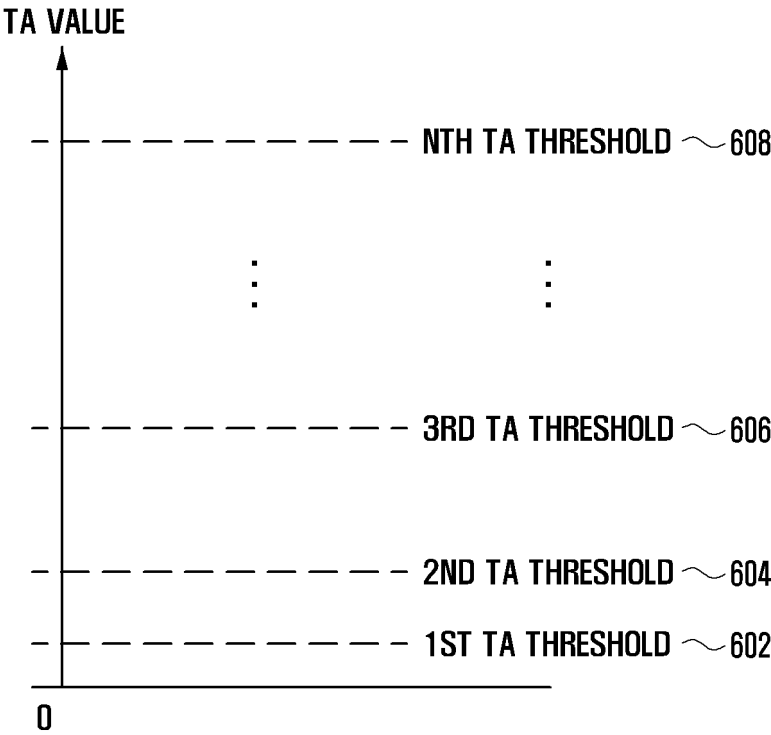 TA VALUE
NTH TA THRESHOLD 608
3RD TA THRESHOLD 606
2ND TA THRESHOLD 604
1ST TA THRESHOLD 602
0